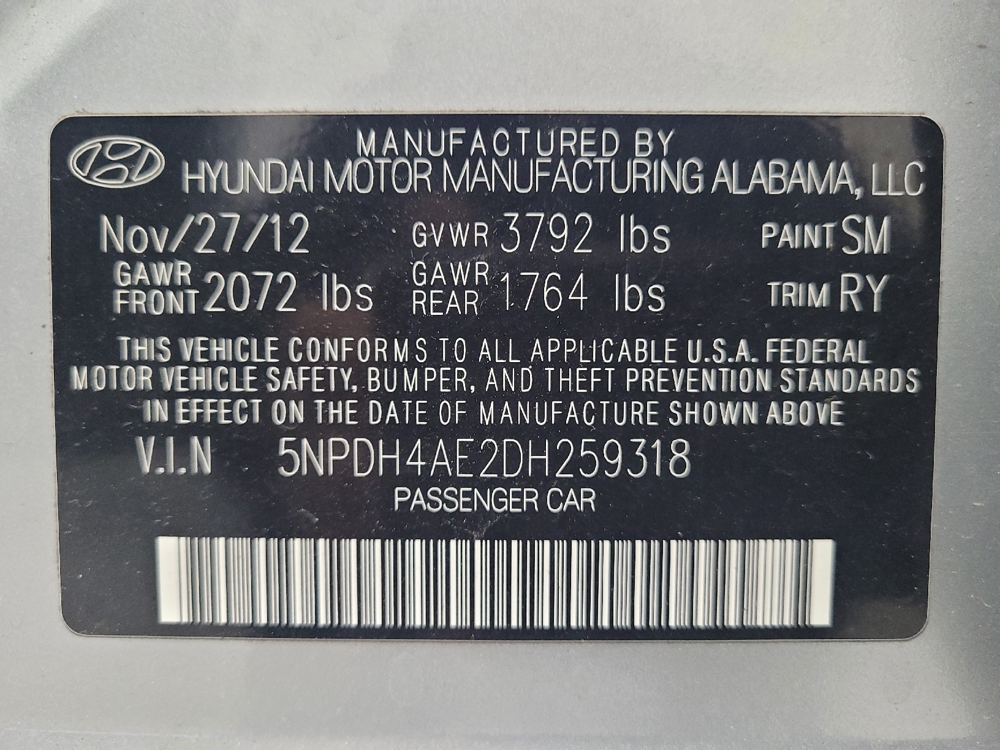 MANUFACTURED BY
HYUNDAI MOTOR MANUFACTURING ALABAMA, LLC
Nov/27/12 GVWR 3792 lbs PAINT SM
GAWR FRONT 2072 lbs GAWR REAR 1764 lbs TRIM RY
THIS VEHICLE CONFORMS TO ALL APPLICABLE U.S.A. FEDERAL
MOTOR VEHICLE SAFETY, BUMPER, AND THEFT PREVENTION STANDARDS
IN EFFECT ON THE DATE OF MANUFACTURE SHOWN ABOVE
V.I.N 5NPDH4AE2DH259318
PASSENGER CAR